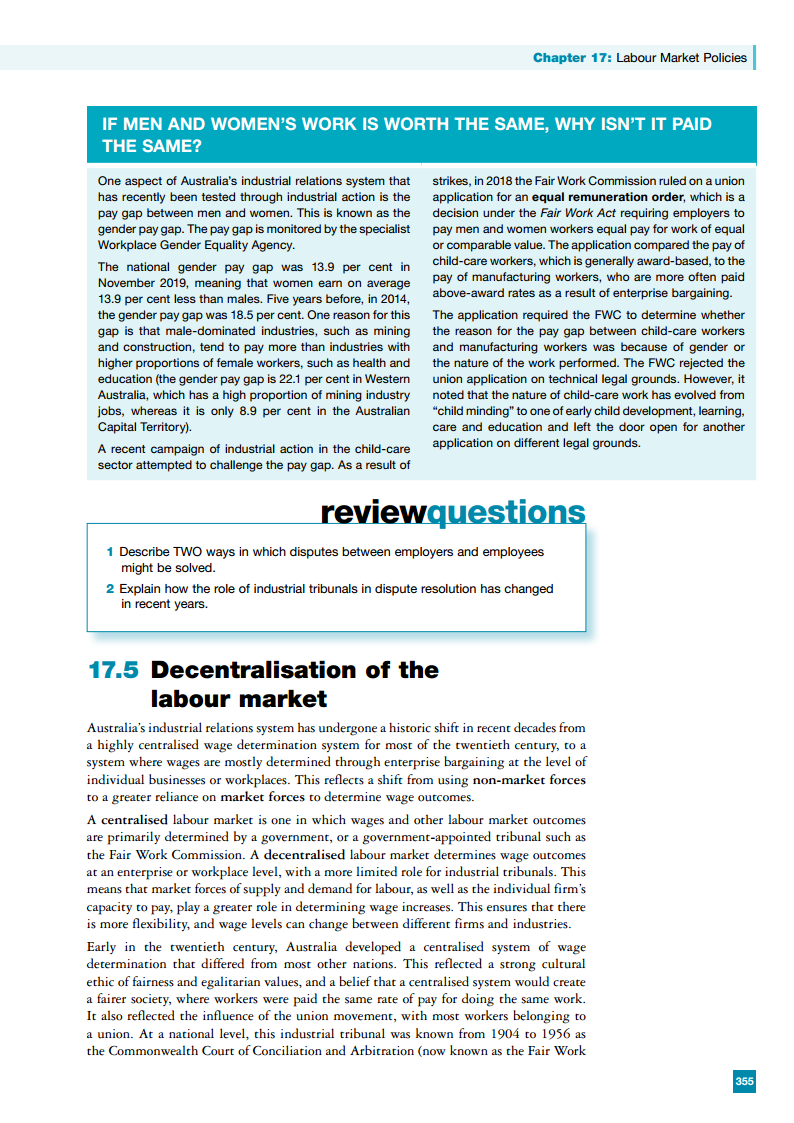 Chapter 17: Labour Market Policies
IF MEN AND WOMEN'S WORK IS WORTH THE SAME, WHY ISN'T IT PAID
THE SAME?
One aspect of Australia's industrial relations system that
has recently been tested through industrial action is the
pay gap between men and women. This is known as the
gender pay gap. The pay gap is monitored by the specialist
Workplace Gender Equality Agency.
The national gender pay gap was 13.9 per cent in
November 2019, meaning that women earn on average
13.9 per cent less than males. Five years before, in 2014,
the gender pay gap was 18.5 per cent. One reason for this
gap is that male-dominated industries, such as mining
and construction, tend to pay more than industries with
higher proportions of female workers, such as health and
education (the gender pay gap is 22.1 per cent in Western
Australia, which has a high proportion of mining industry
jobs, whereas it is only 8.9 per cent in the Australian
Capital Territory).
A recent campaign of industrial action in the child-care
sector attempted to challenge the pay gap. As a result of
strikes, in 2018 the Fair Work Commission ruled on a union
application for an equal remuneration order, which is a
decision under the Fair Work Act requiring employers to
pay men and women workers equal pay for work of equal
or comparable value. The application compared the pay of
child-care workers, which is generally award-based, to the
pay of manufacturing workers, who are more often paid
above-award rates as a result of enterprise bargaining.
The application required the FWC to determine whether
the reason for the pay gap between child-care workers
and manufacturing workers was because of gender or
the nature of the work performed. The FWC rejected the
union application on technical legal grounds. However, it
noted that the nature of child-care work has evolved from
"child minding" to one of early child development, learning,
care and education and left the door open for another
application on different legal grounds.
reviewquestions
1 Describe TWO ways in which disputes between employers and employees
might be solved.
2 Explain how the role of industrial tribunals in dispute resolution has changed
in recent years.
17.5 Decentralisation of the
labour market
Australia's industrial relations system has undergone a historic shift in recent decades from
a highly centralised wage determination system for most of the twentieth century, to a
system where wages are mostly determined through enterprise bargaining at the level of
individual businesses or workplaces. This reflects a shift from using non-market forces
to a greater reliance on market forces to determine wage outcomes.
A centralised labour market is one in which wages and other labour market outcomes
are primarily determined by a government, or a government-appointed tribunal such as
the Fair Work Commission. A decentralised labour market determines wage outcomes
at an enterprise or workplace level, with a more limited role for industrial tribunals. This
means that market forces of supply and demand for labour, as well as the individual firm's
capacity to pay, play a greater role in determining wage increases. This ensures that there
is more flexibility, and wage levels can change between different firms and industries.
Early in the twentieth century, Australia developed a centralised system of wage
determination that differed from most other nations. This reflected a strong cultural
ethic of fairness and egalitarian values, and a belief that a centralised system would create
a fairer society, where workers were paid the same rate of pay for doing the same work.
It also reflected the influence of the union movement, with most workers belonging to
a union. At a national level, this industrial tribunal was known from 1904 to 1956 as
the Commonwealth Court of Conciliation and Arbitration (now known as the Fair Work
355